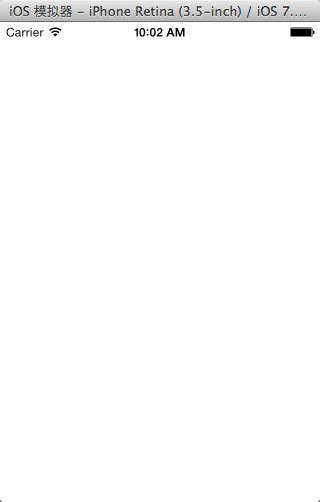 iOS 模拟器 – iPhone Retina (3.5-inch) / iOS 7....
Carrier 10:02 AM